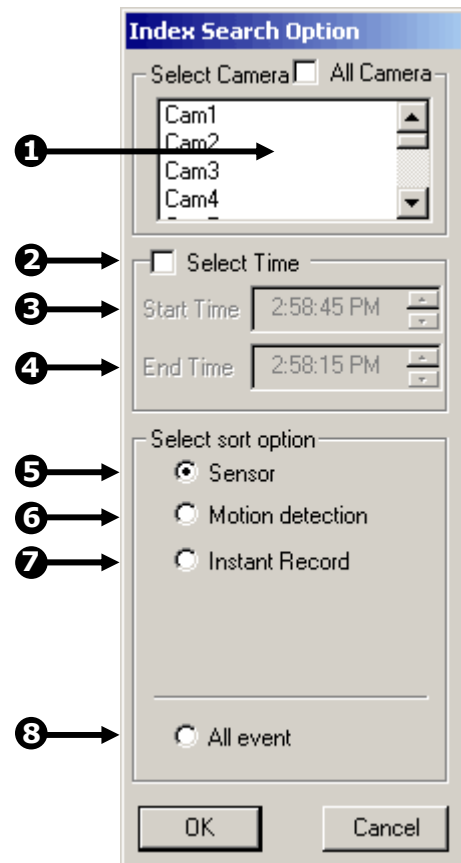 Index Search Option
Select Camera All Camera
Cam1
1
Cam2
Cam3
Cam4
2 Select Time
3 Start Time 2:58:45 PM
4 End Time 2:58:15 PM
Select sort option
5 Sensor
6 Motion detection
7 Instant Record
8 All event
OK Cancel